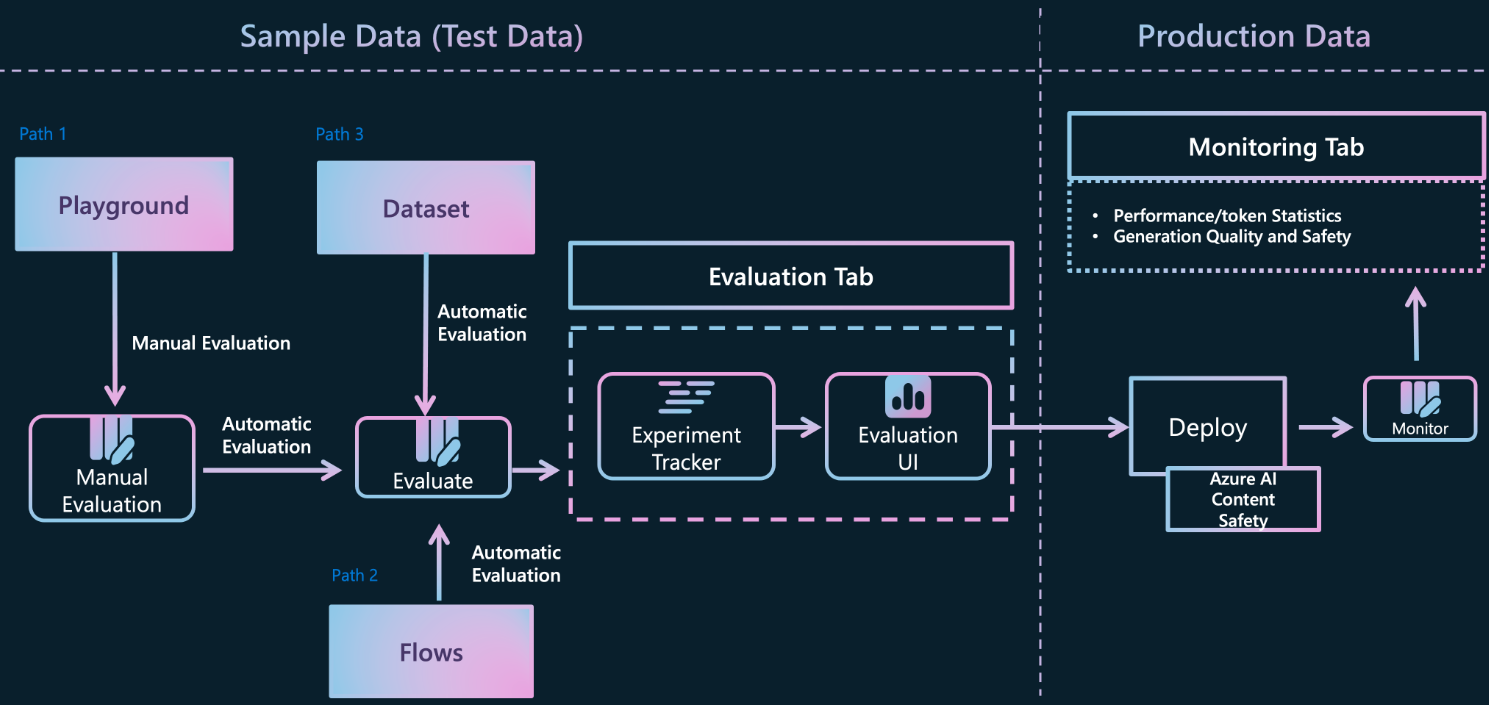 Sample Data (Test Data)
Production Data
Path 1
Playground
Manual Evaluation
Manual
Evaluation
Automatic
Evaluation
Path 3
Dataset
Automatic
Evaluation
Evaluate
Path 2
Automatic
Evaluation
Flows
Evaluation Tab
Experiment
Tracker
Evaluation
UI
Monitoring Tab
• Performance/token Statistics
• Generation Quality and Safety
Deploy
Azure AI
Content
Safety
Monitor